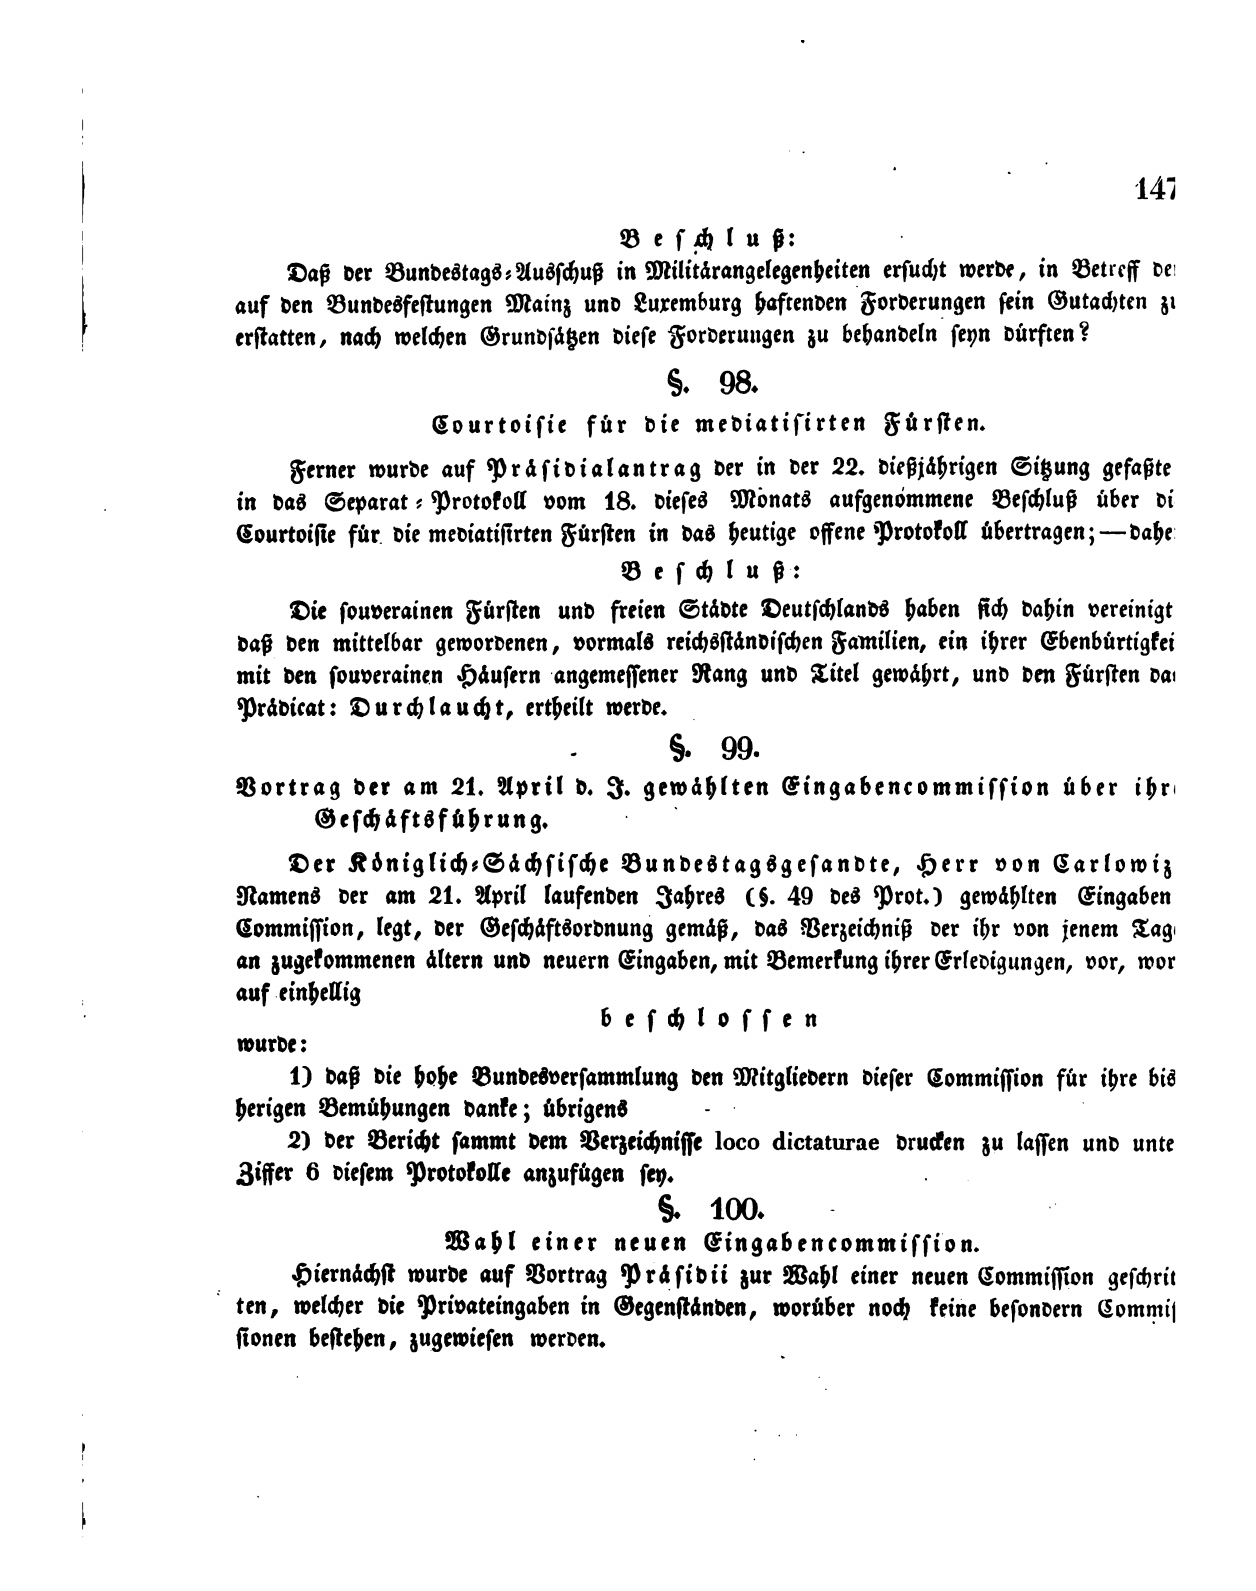 147
Beschluß:
Daß der Bundestags-Ausschuß in Militärangelegenheiten ersucht werde, in Betreff de
auf den Bundesfestungen Mainz und Luxemburg haftenden Forderungen sein Gutachten z
erstatten, nach welchen Grundsätzen diese Forderungen zu behandeln seyn dürften?
§. 98.
Courtoisie für die mediatisirten Fürsten.
Ferner wurde auf Präsidialantrag der in der 22. dießjährigen Sitzung gefaßte
in das Separat-Protokoll vom 18. dieses Monats aufgenommene Beschluß über di
Courtoisie für die mediatisirten Fürsten in das heutige offene Protokoll übertragen;—dahe
Beschluß:
Die souverainen Fürsten und freien Städte Deutschlands haben sich dahin vereinigt
daß den mittelbar gewordenen, vormals reichsständischen Familien, ein ihrer Ebenbürtigkei
mit den souverainen Häusern angemessener Rang und Titel gewährt, und den Fürsten da
Prädicat: Durchlaucht, ertheilt werde.
§. 99.
Vortrag der am 21. April d. J. gewählten Eingabencommission über ihr
Geschäftsführung.
Der Königlich-Sächsische Bundestagsgesandte, Herr von Carlowiz
Namens der am 21. April laufenden Jahres (§. 49 des Prot.) gewählten Eingaben
Commission, legt, der Geschäftsordnung gemäß, das Verzeichniß der ihr von jenem Tag
an zugekommenen ältern und neuern Eingaben, mit Bemerkung ihrer Erledigungen, vor, wor
auf einhellig
beschlossen
wurde:
1) daß die hohe Bundesversammlung den Mitgliedern dieser Commission für ihre bis
herigen Bemühungen danke; übrigens
2) der Bericht sammt dem Verzeichnisse loco dictaturae drucken zu lassen und unte
Ziffer 6 diesem Protokolle anzufügen sey.
§. 100.
Wahl einer neuen Eingabencommission.
Hiernächst wurde auf Vortrag Präsidii zur Wahl einer neuen Commission geschrit
ten, welcher die Privateingaben in Gegenständen, worüber noch keine besondern Commis
sionen bestehen, zugewiesen werden.